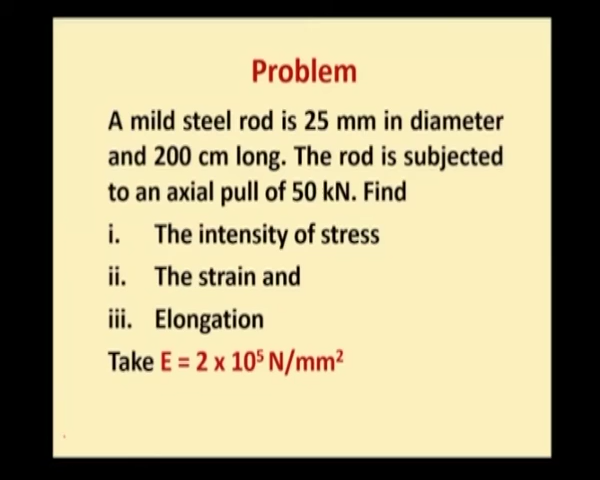 Problem
A mild steel rod is 25 mm in diameter
and 200 cm long. The rod is subjected
to an axial pull of 50 kN. Find
i. The intensity of stress
ii. The strain and
iii. Elongation
Take E = 2 x 10⁵ N/mm²